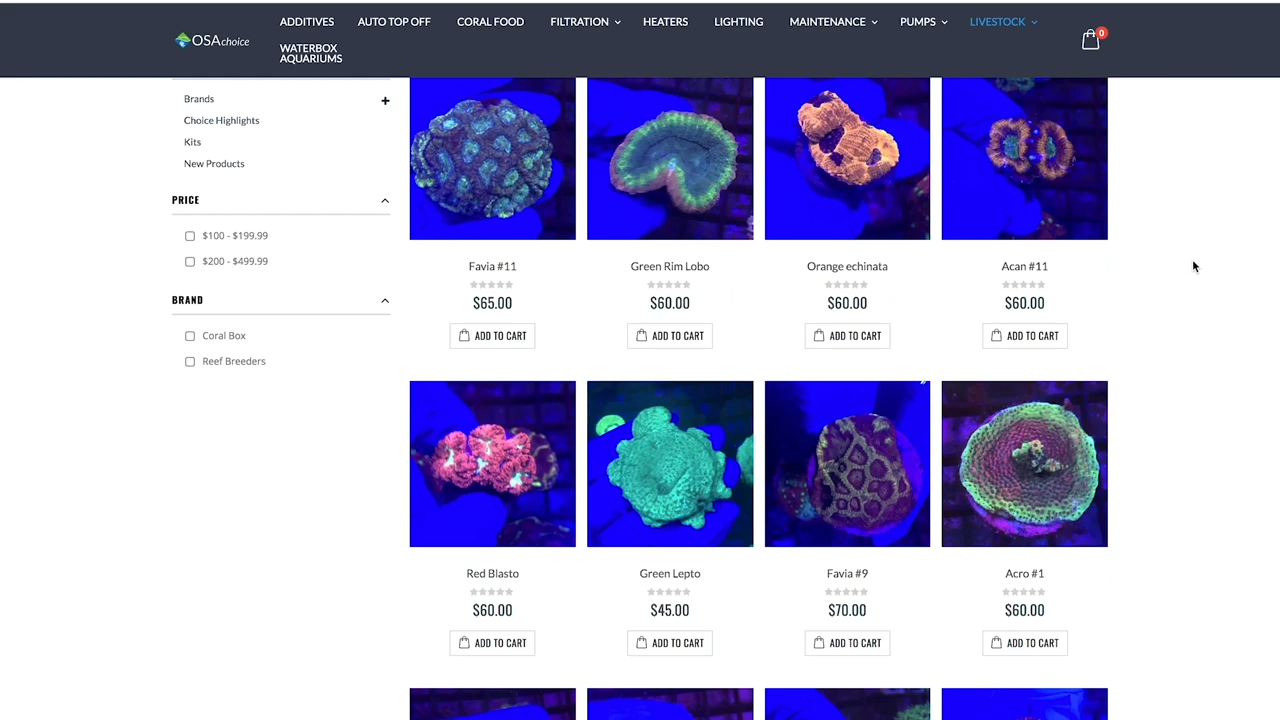 ADDITIVES AUTO TOP OFF CORAL FOOD FILTRATION HEATERS LIGHTING MAINTENANCE PUMPS LIVESTOCK
OSAchoice
0
WATERBOX
AQUARIUMS
Brands
Choice Highlights
Kits
New Products
PRICE
$100 - $199.99
$200 - $499.99
BRAND
Coral Box
Reef Breeders
Favia #11 Green Rim Lobo Orange echinata Acan #11
$65.00 $60.00 $60.00 $60.00
ADD TO CART ADD TO CART ADD TO CART ADD TO CART
Red Blasto Green Lepto Favia #9 Acro #1
$60.00 $45.00 $70.00 $60.00
ADD TO CART ADD TO CART ADD TO CART ADD TO CART